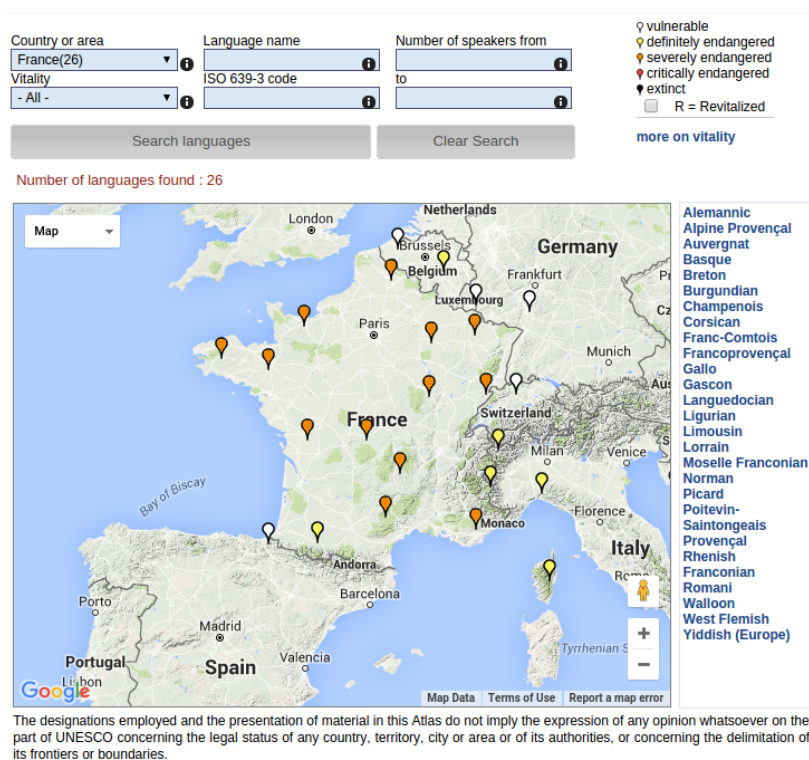 Country or area
Language name
Number of speakers from
France(26)
Vitality
ISO 639-3 code
to
- All -
Search languages
Clear Search
vulnerable
definitely endangered
severely endangered
critically endangered
extinct
R = Revitalized
more on vitality
Number of languages found : 26
Map
London
Netherlands
Brussels
Belgium
Germany
Frankfurt
Luxembourg
Paris
Munich
France
Switzerland
Milan
Venice
Bay of Biscay
Florence
Monaco
Italy
Andorra
Barcelona
Porto
Madrid
Valencia
Portugal
Lisbon
Spain
Tyrrhenian S
Google
Map Data
Terms of Use
Report a map error
Alemannic
Alpine Provençal
Auvergnat
Basque
Breton
Burgundian
Champenois
Corsican
Franc-Comtois
Francoprovençal
Gallo
Gascon
Languedocian
Ligurian
Limousin
Lorrain
Moselle Franconian
Norman
Picard
Poitevin-
Saintongeais
Provençal
Rhenish
Franconian
Romani
Walloon
West Flemish
Yiddish (Europe)
The designations employed and the presentation of material in this Atlas do not imply the expression of any opinion whatsoever on the
part of UNESCO concerning the legal status of any country, territory, city or area or of its authorities, or concerning the delimitation of
its frontiers or boundaries.